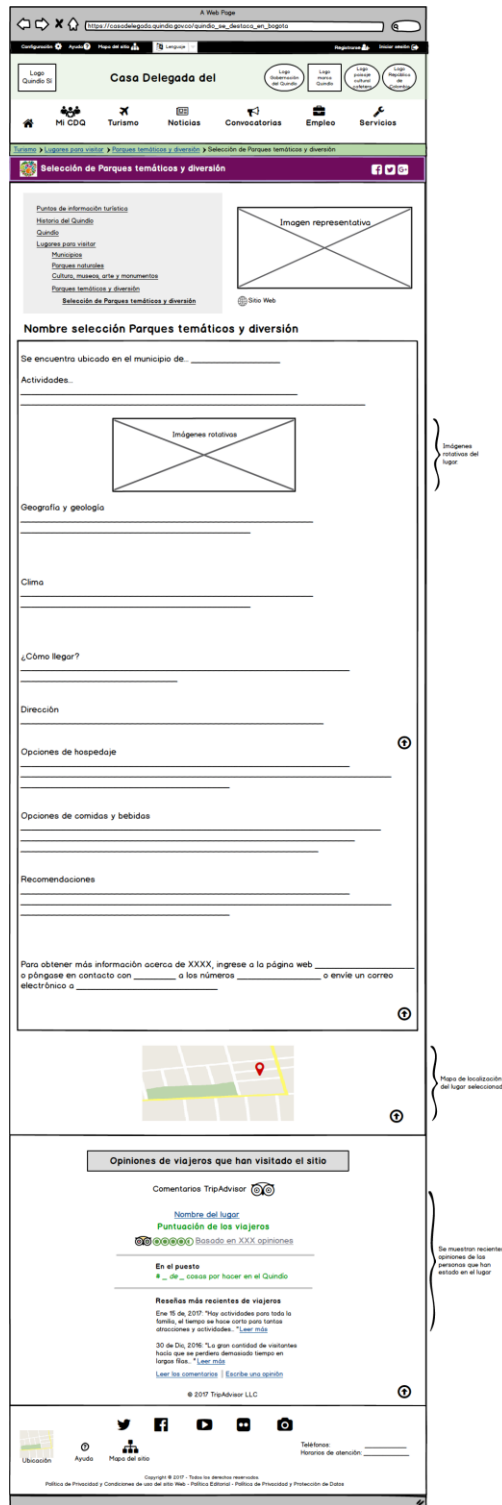 A Web Page
https://casadelegada.quindio.gov.co/quindio_se_destaca_en_bogota
Configuración Ayuda Mapa del sitio Lenguaje Registrarse Iniciar sesión
Logo Quindio Sí
Casa Delegada del
Logo Gobernación del Quindío
Logo marca Quindío
Logo paisaje cultural cafetero
Logo República de Colombia
Mi CDQ Turismo Noticias Convocatorias Empleo Servicios
Turismo > Lugares para visitar > Parques temáticos y diversión > Selección de Parques temáticos y diversión
Selección de Parques temáticos y diversión
Puntos de información turística
Historia del Quindío
Quindío
Lugares para visitar
Municipios
Parques naturales
Cultura, museos, arte y monumentos
Parques temáticos y diversión
Selección de Parques temáticos y diversión
Imagen representativa
Sitio Web
Nombre selección Parques temáticos y diversión
Se encuentra ubicado en el municipio de..
Actividades..
Imágenes rotativas
Imágenes
rotativas del
lugar
Geografía y geología
Clima
¿Cómo llegar?
Dirección
Opciones de hospedaje
Opciones de comidas y bebidas
Recomendaciones
Para obtener más información acerca de XXXX, ingrese a la página web
o póngase en contacto con a los números o envíe un correo
electrónico a
Mapa de localización
del lugar seleccionad
Opiniones de viajeros que han visitado el sitio
Comentarios TripAdvisor
Nombre del lugar
Puntuación de los viajeros
Basado en XXX opiniones
Se muestran recientes
opiniones de las
personas que han
estado en el lugar
En el puesto
# _ de _ cosas por hacer en el Quindío
Reseñas más recientes de viajeros
Ene 15 de, 2017: "Hay actividades para toda la
familia, el tiempo se hace corto para tantas
atracciones y actividades.. "Leer más
30 de Dic, 2016: "La gran cantidad de visitantes
hacía que se perdiera demasiado tiempo en
largas filas.. "Leer más
Leer los comentarios | Escribe una opinión
© 2017 TripAdvisor LLC
Ubicación
Ayuda
Mapa del sitio
Teléfonos:
Horarios de atención:
Copyright © 2017 - Todos los derechos reservados.
Política de Privacidad y Condiciones de uso del sitio Web - Política Editorial - Política de Privacidad y Protección de Datos